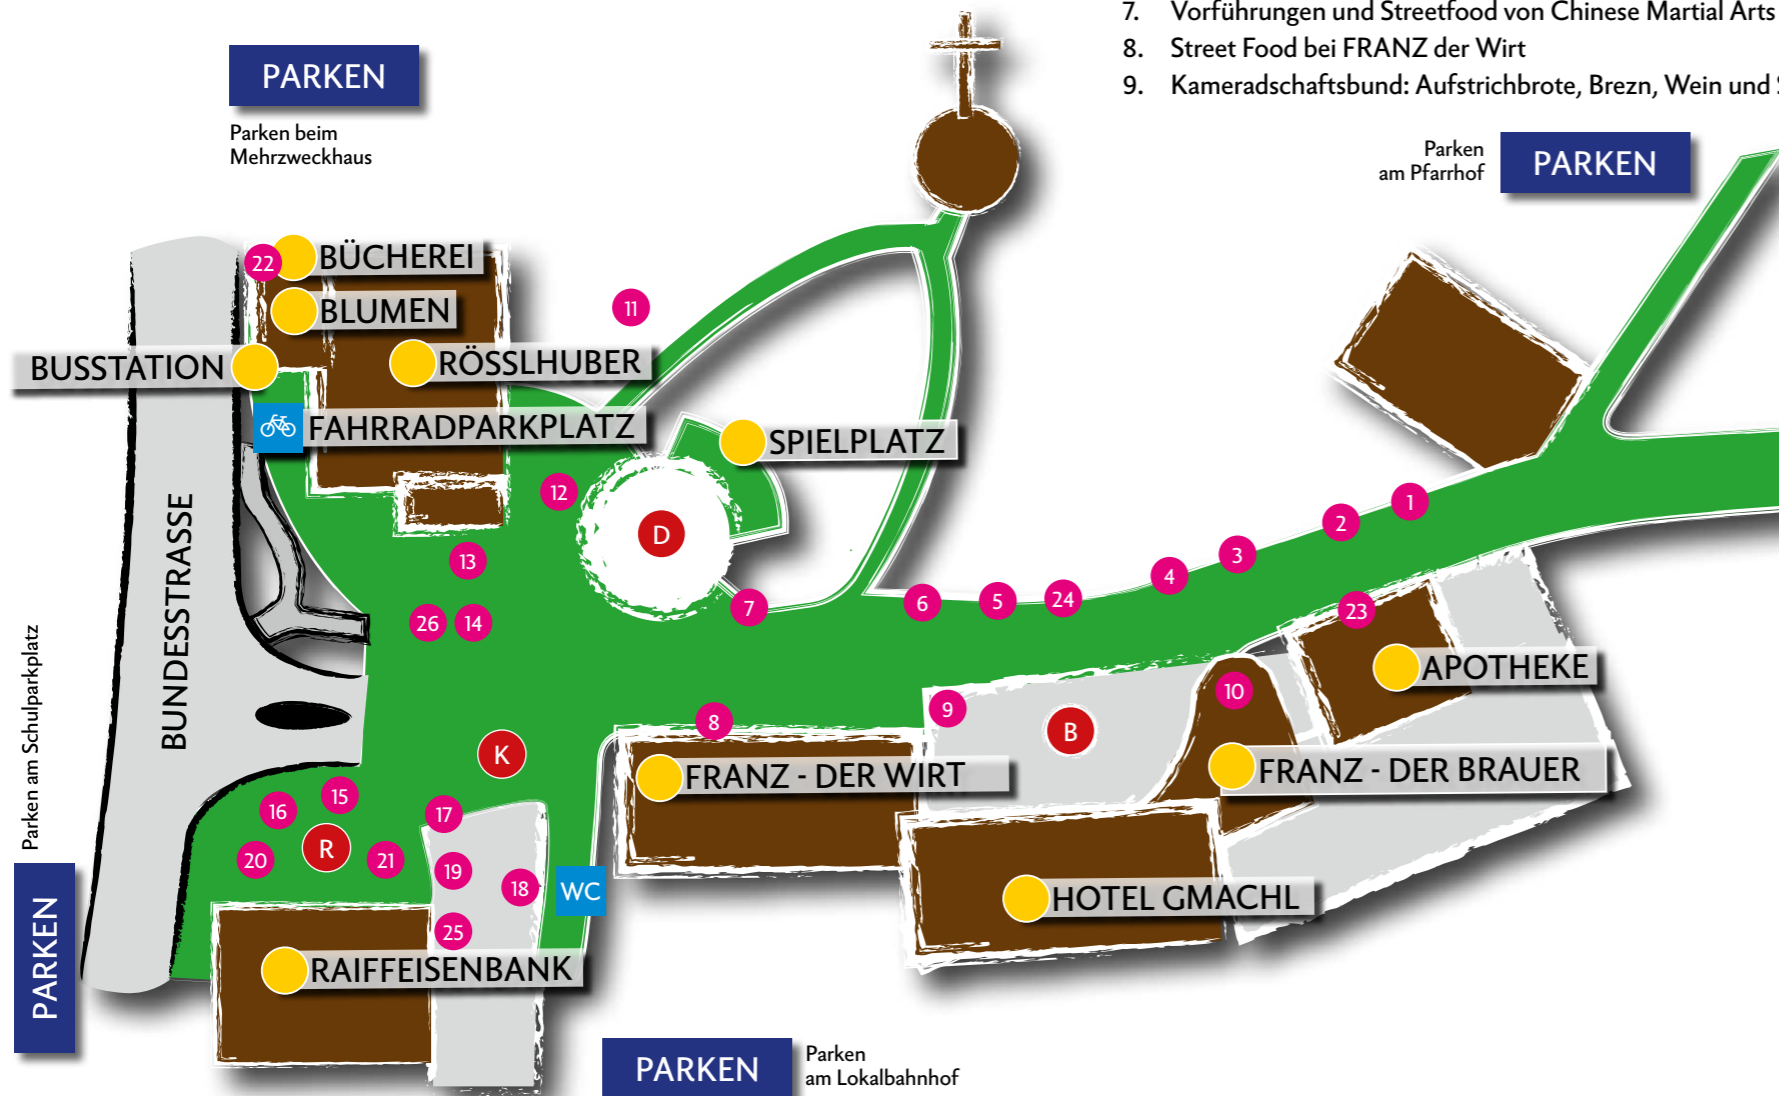 7. Vorführungen und Streetfood von Chinese Martial Arts
8. Street Food bei FRANZ der Wirt
9. Kameradschaftsbund: Aufstrichbrote, Brezn, Wein und
PARKEN
Parken beim
Mehrzweckhaus
Parken
am Pfarrhof
PARKEN
22
BÜCHEREI
BLUMEN
11
BUSSTATION
RÖSSLHUBER
FAHRRADPARKPLATZ
SPIELPLATZ
12
D
1
2
3
13
4
7
6
5
24
26
14
23
BUNDESSTRASSE
APOTHEKE
10
9
8
B
K
FRANZ - DER WIRT
FRANZ - DER BRAUER
Parken am Schulparkplatz
15
16
17
R
20
21
19
18
WC
HOTEL GMACHL
25
PARKEN
RAIFFEISENBANK
PARKEN
Parken
am Lokalbahnhof